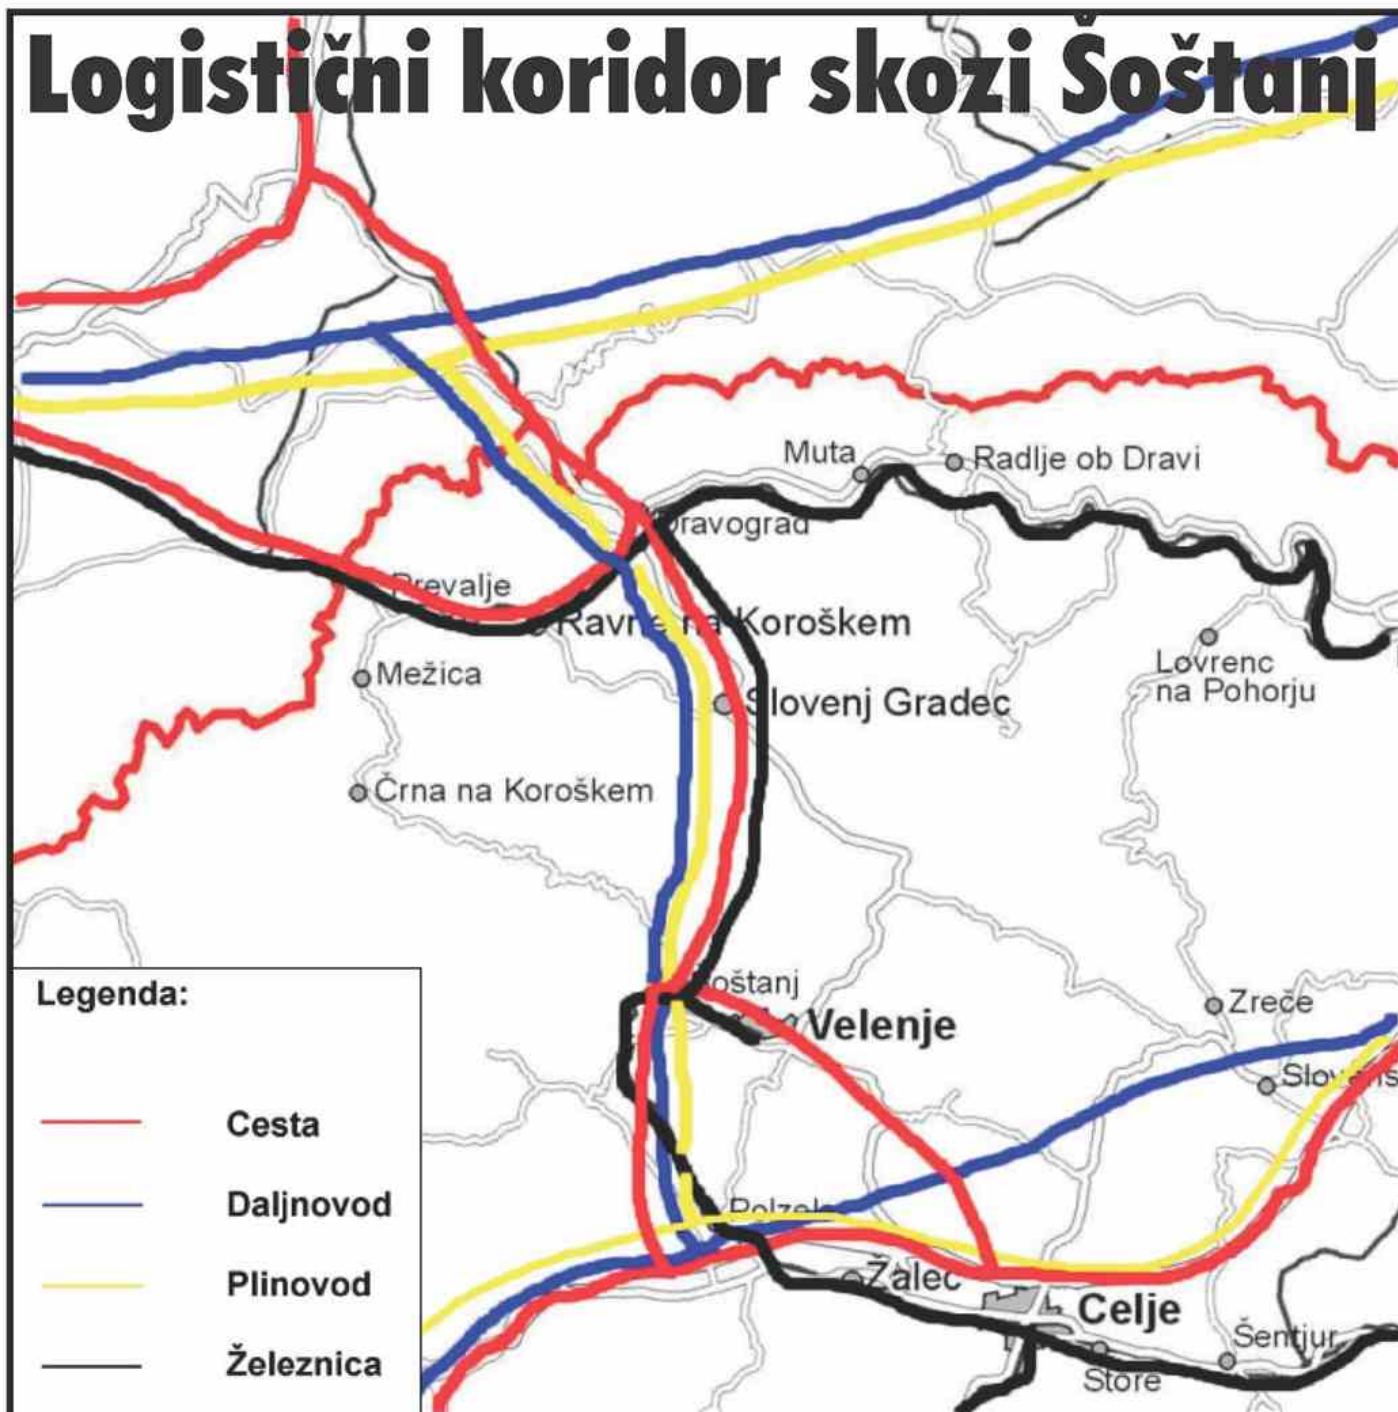 Logistični koridor skozi Šoštanj
Muta
Radlje ob Dravi
Dravograd
Prevalje
Ravne na Koroškem
Lovrenc
na Pohorju
Mežica
Slovenj Gradec
Črna na Koroškem
Šoštanj
Velenje
Zreče
Legenda:
Cesta
Daljnovod
Plinovod
Železnica
Polzela
Žalec
Celje
Šentjur
Štore